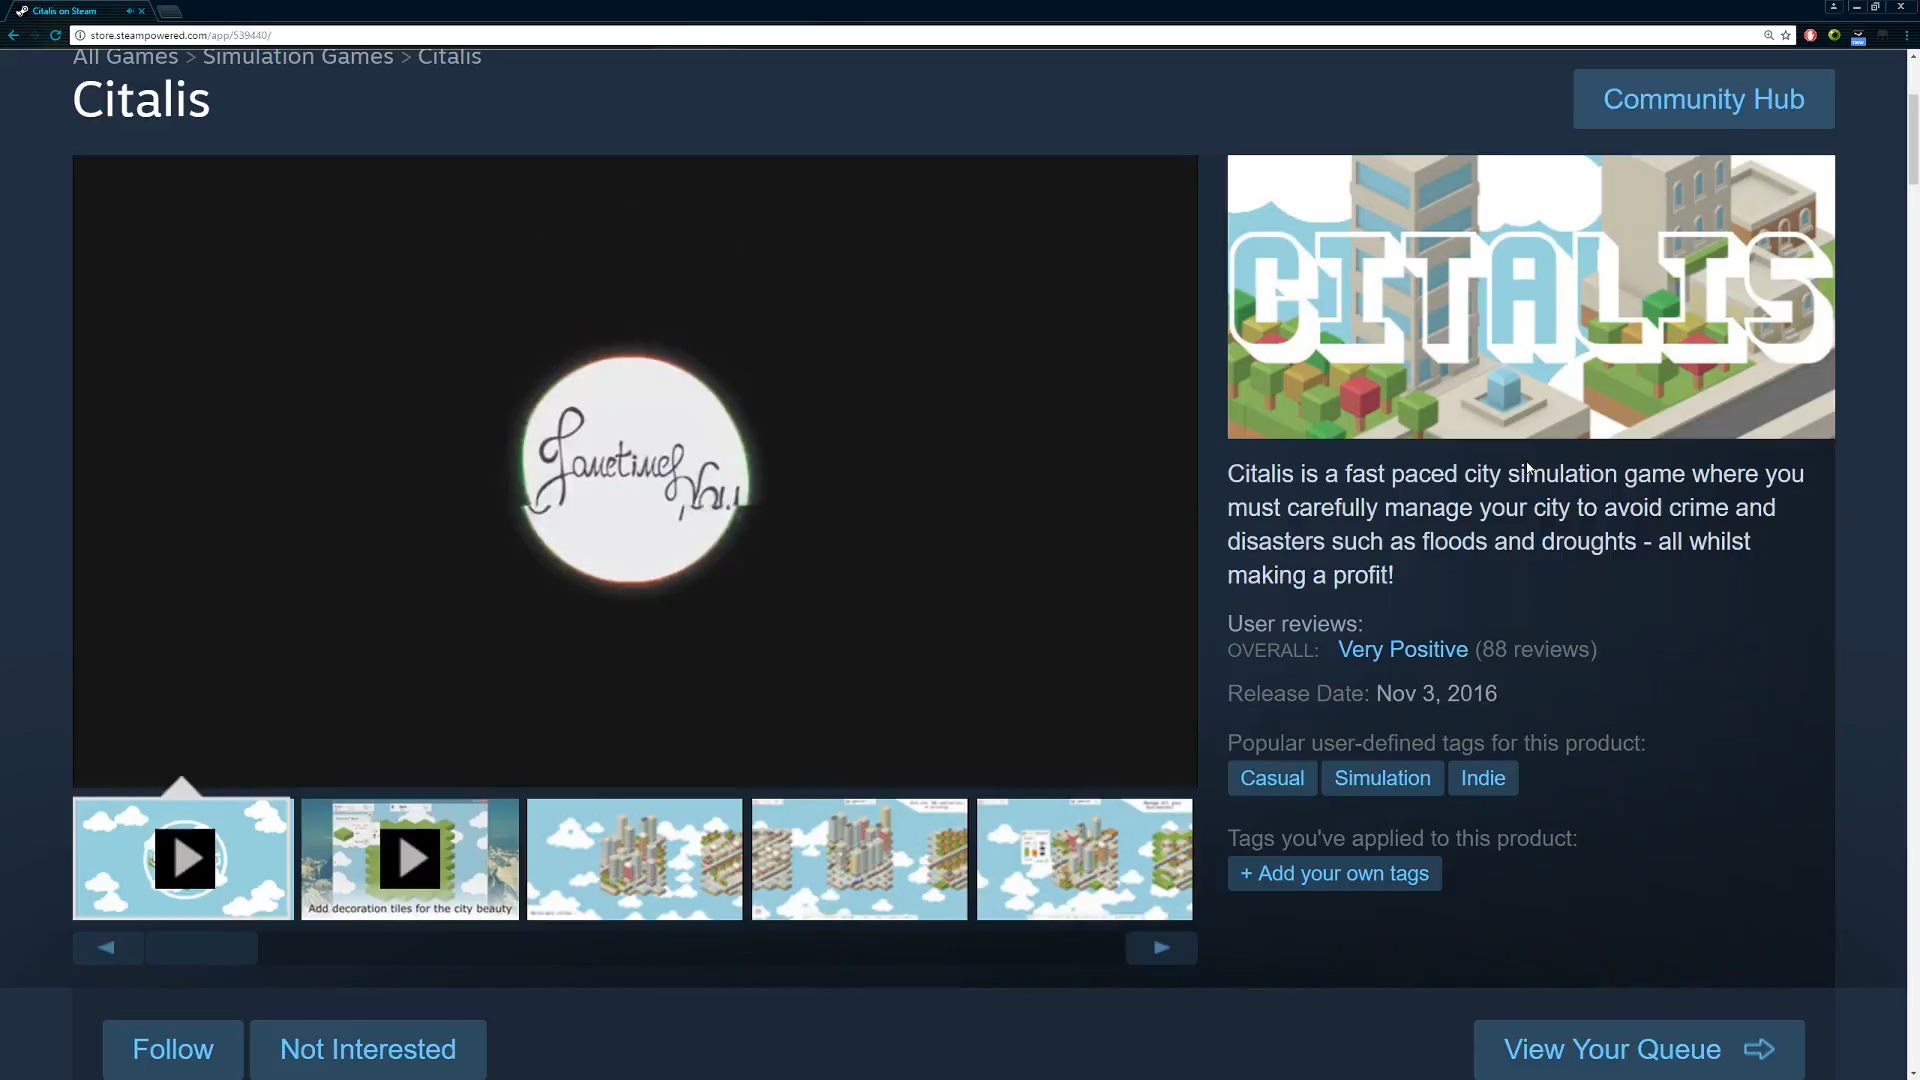 Citalis on Steam
store.steampowered.com/app/539440/
All Games > Simulation Games > Citalis
Citalis
Community Hub
CITALIS
Sometimes You
Citalis is a fast paced city simulation game where you
must carefully manage your city to avoid crime and
disasters such as floods and droughts - all whilst
making a profit!
User reviews:
OVERALL: Very Positive (88 reviews)
Release Date: Nov 3, 2016
Popular user-defined tags for this product:
Casual Simulation Indie
Tags you've applied to this product:
+ Add your own tags
Add decoration tiles for the city beauty
Follow Not Interested View Your Queue